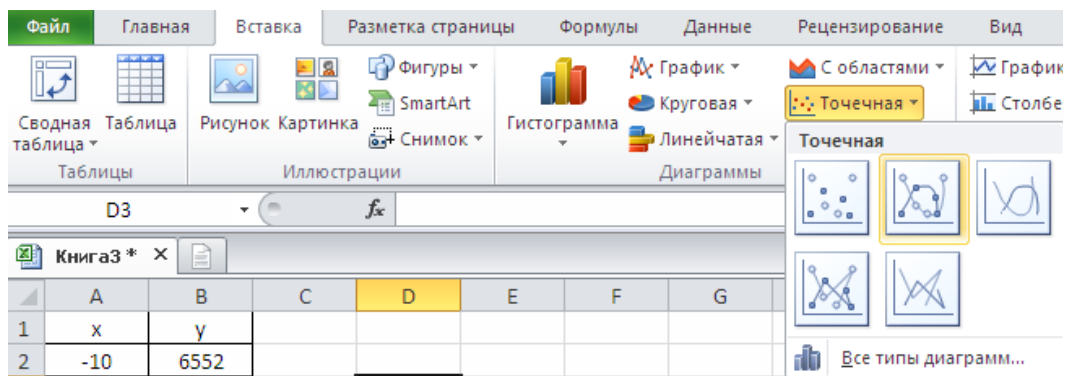 Файл Главная Вставка Разметка страницы Формулы Данные Рецензирование Вид
Сводная таблица
Таблица
Рисунок
Картинка
Фигуры
SmartArt
Снимок
Гистограмма
График
Круговая
Линейчатая
С областями
Точечная
График
Столбе
Таблицы Иллюстрации Диаграммы
Точечная
D3 fx
Книга3 *
A B C D E F G
1 x y
2 -10 6552
Все типы диаграмм...